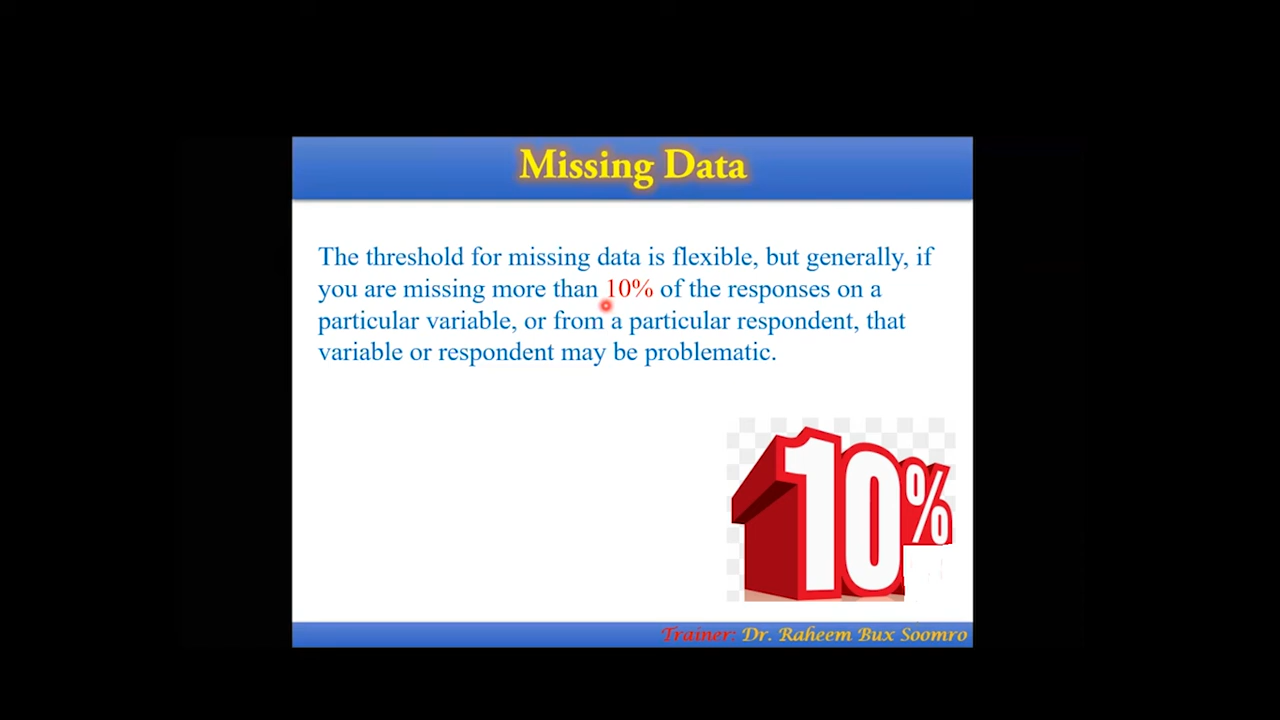 Missing Data
The threshold for missing data is flexible, but generally, if
you are missing more than 10% of the responses on a
particular variable, or from a particular respondent, that
variable or respondent may be problematic.
10%
Trainer: Dr. Raheem Bux Soomro